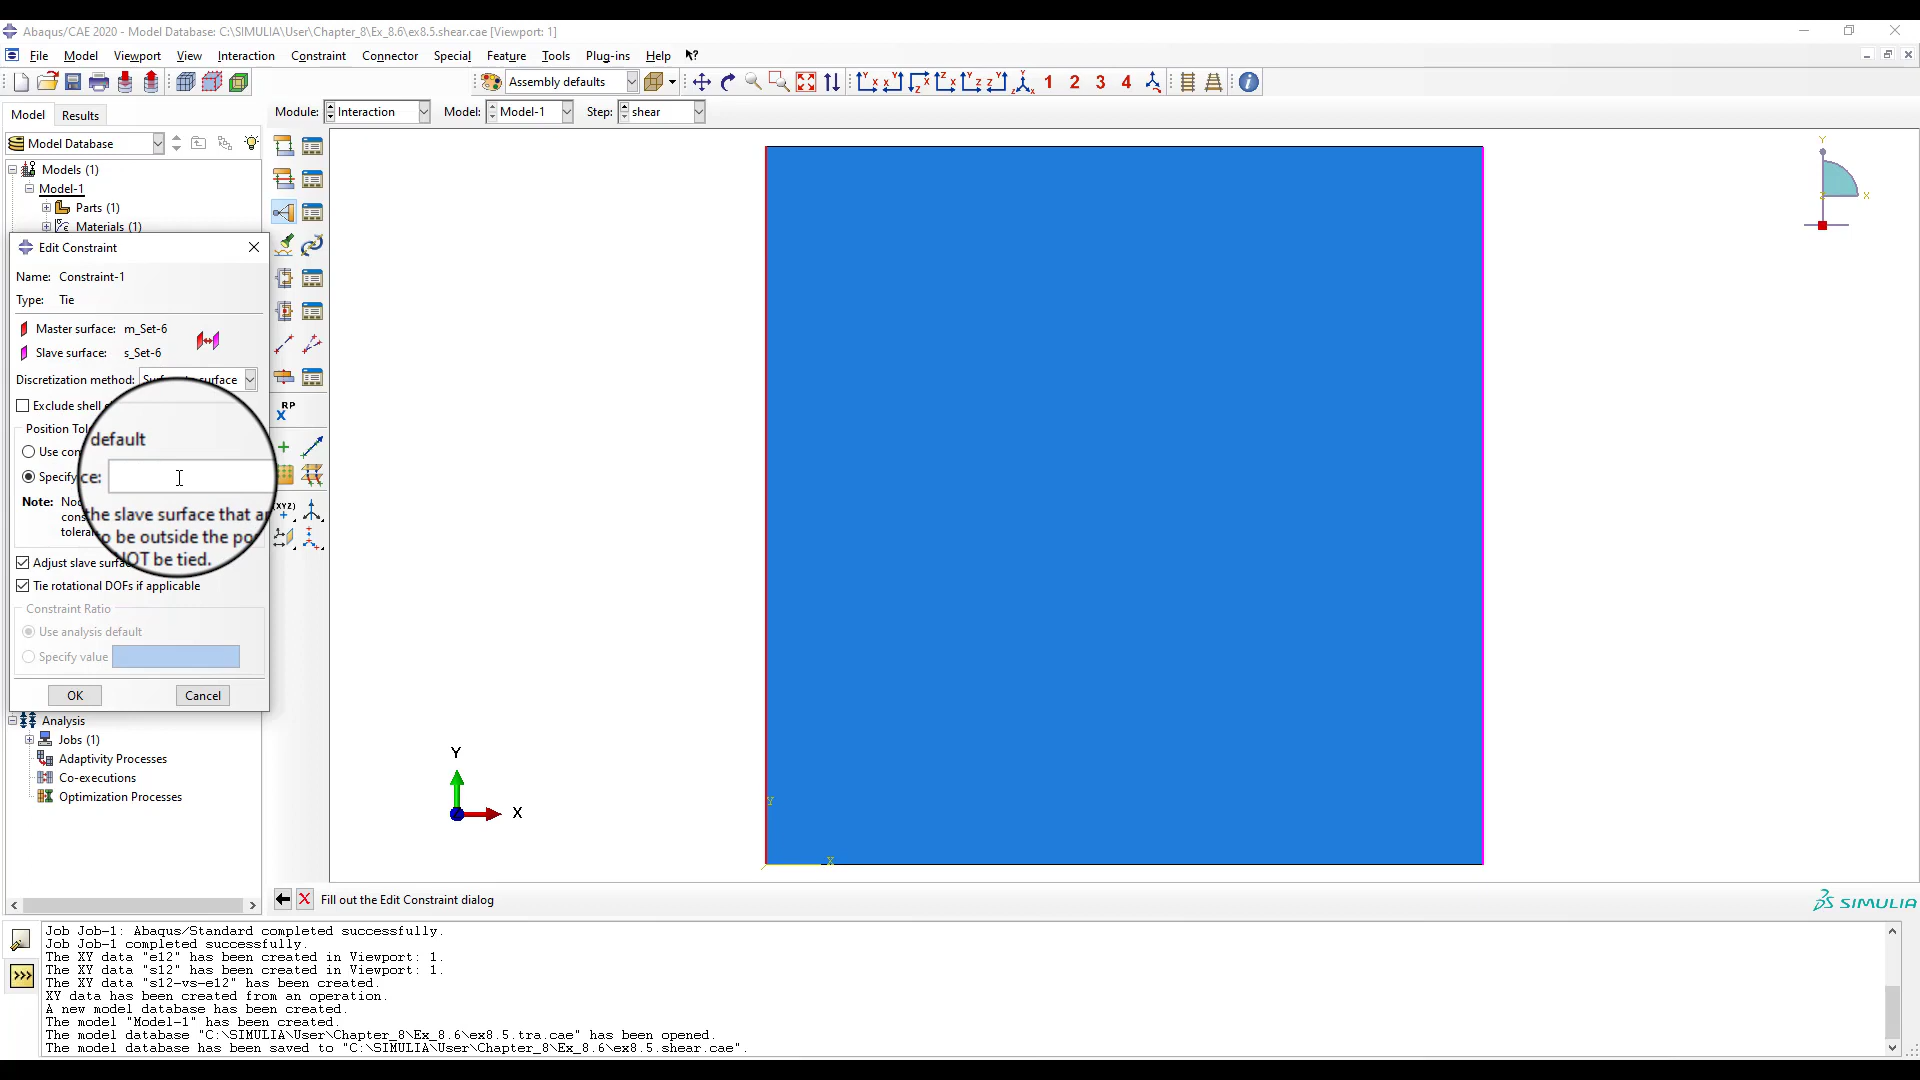 Abaqus/CAE 2020 - Model Database: C:\SIMULIA\User\Chapter_8\Ex_8.6\ex8.5.shear.cae [Viewport: 1]
File Model Viewport View Interaction Constraint Connector Special Feature Tools Plug-ins Help
Assembly defaults
1 2 3 4
Model Results
Module: Interaction Model: Model-1 Step: shear
Model Database
Models (1)
Model-1
Parts (1)
Materials (1)
Edit Constraint
Name: Constraint-1
Type: Tie
Master surface: m_Set-6
Slave surface: s_Set-6
Discretization method: surface
Exclude shell
Position
default
Use
Specify ce:
Note:
the slave surface that
to be outside the
NOT be tied.
Adjust slave
Tie rotational DOFs if applicable
Constraint Ratio
Use analysis default
Specify value
OK Cancel
RP
(XYZ)
Analysis
Jobs (1)
Adaptivity Processes
Co-executions
Optimization Processes
Y
X
Y
X
Y
X
Fill out the Edit Constraint dialog
SIMULIA
Job Job-1: Abaqus/Standard completed successfully.
Job Job-1 completed successfully.
The XY data "e12" has been created in Viewport: 1.
The XY data "s12" has been created in Viewport: 1.
The XY data "s12-vs-e12" has been created.
XY data has been created from an operation.
A new model database has been created.
The model "Model-1" has been created.
The model database "C:\SIMULIA\User\Chapter_8\Ex_8.6\ex8.5.tra.cae" has been opened.
The model database has been saved to "C:\SIMULIA\User\Chapter_8\Ex_8.6\ex8.5.shear.cae".
>>>